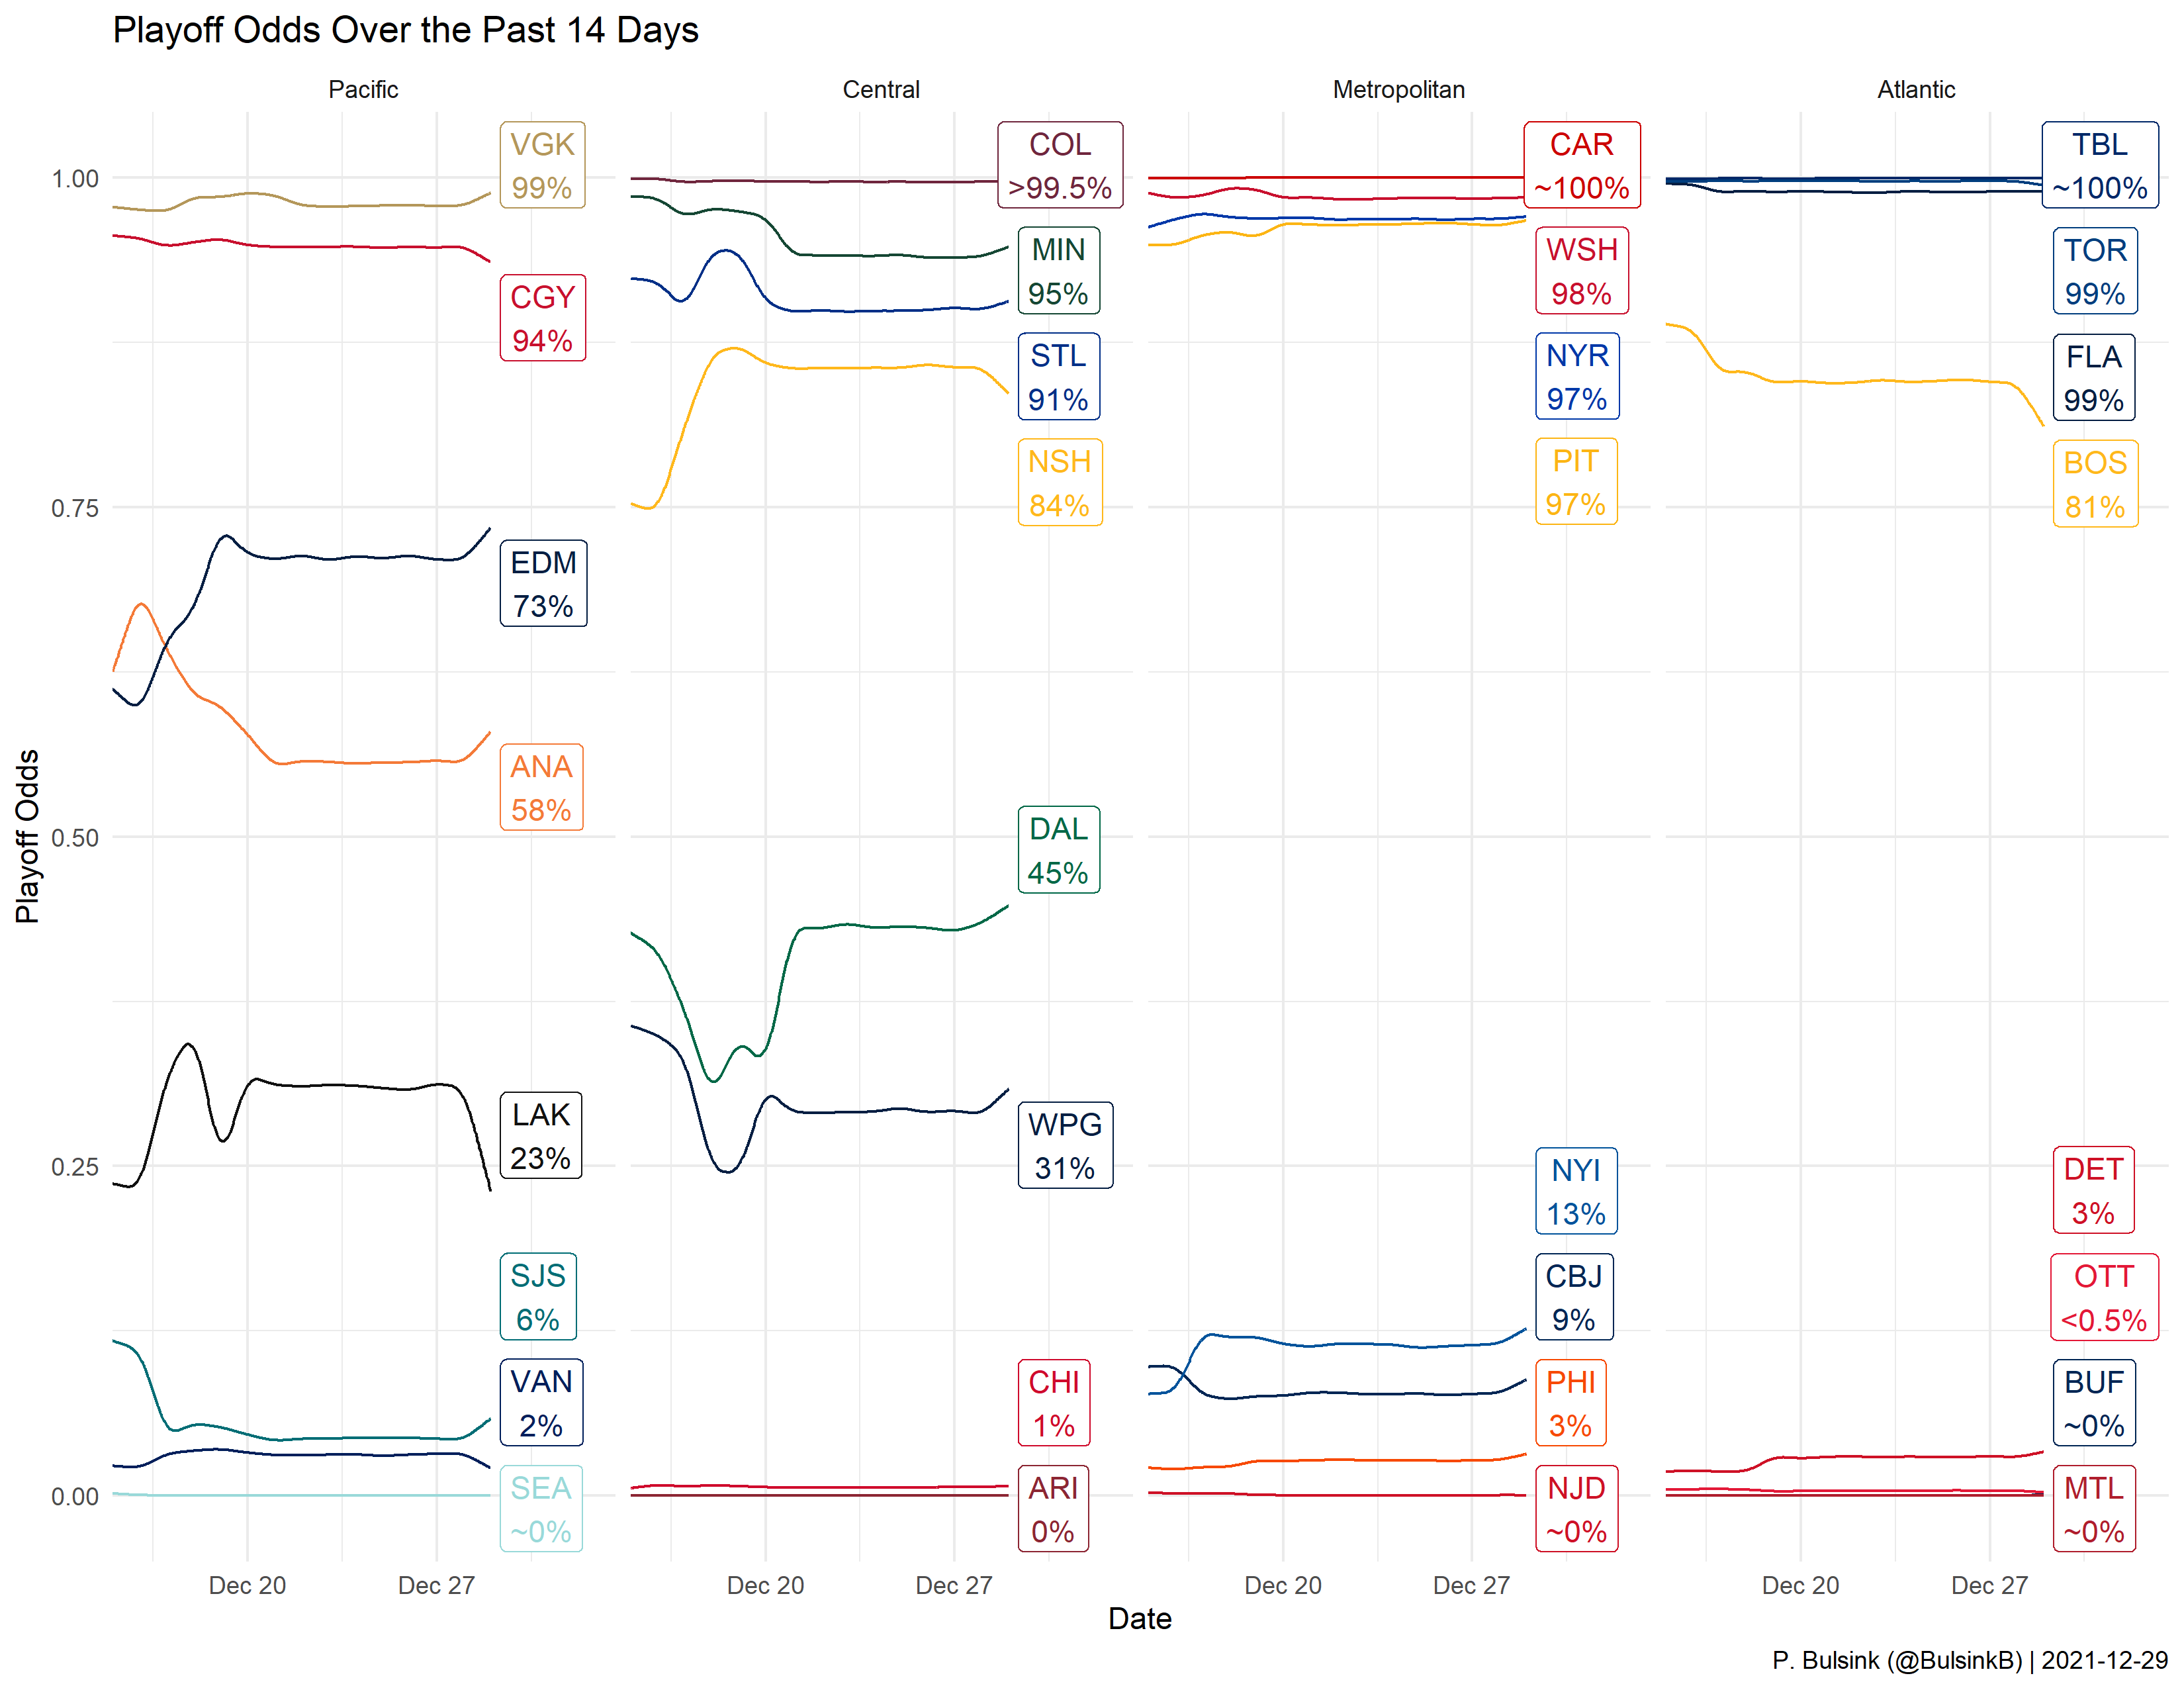 Playoff Odds Over the Past 14 Days
Pacific
Central
Metropolitan
Atlantic
Playoff Odds
1.00
0.75
0.50
0.25
0.00
VGK
99%
CGY
94%
EDM
73%
ANA
58%
LAK
23%
SJS
6%
VAN
2%
SEA
~0%
COL
>99.5%
MIN
95%
STL
91%
NSH
84%
DAL
45%
WPG
31%
CHI
1%
ARI
0%
CAR
~100%
WSH
98%
NYR
97%
PIT
97%
NYI
13%
CBJ
9%
PHI
3%
NJD
~0%
TBL
~100%
TOR
99%
FLA
99%
BOS
81%
DET
3%
OTT
<0.5%
BUF
~0%
MTL
~0%
Dec 20
Dec 27
Dec 20
Dec 27
Dec 20
Dec 27
Dec 20
Dec 27
Date
P. Bulsink (@BulsinkB) | 2021-12-29